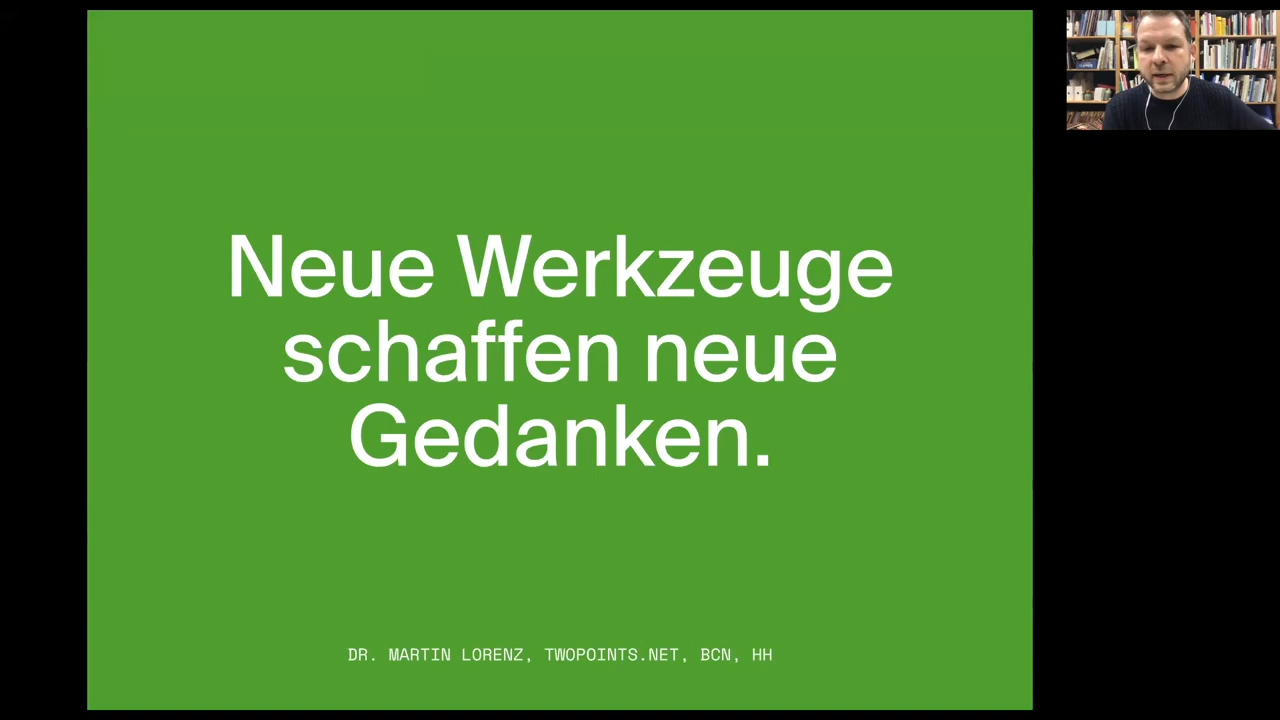 Neue Werkzeuge
schaffen neue
Gedanken.
DR. MARTIN LORENZ, TWOPOINTS.NET, BCN, HH